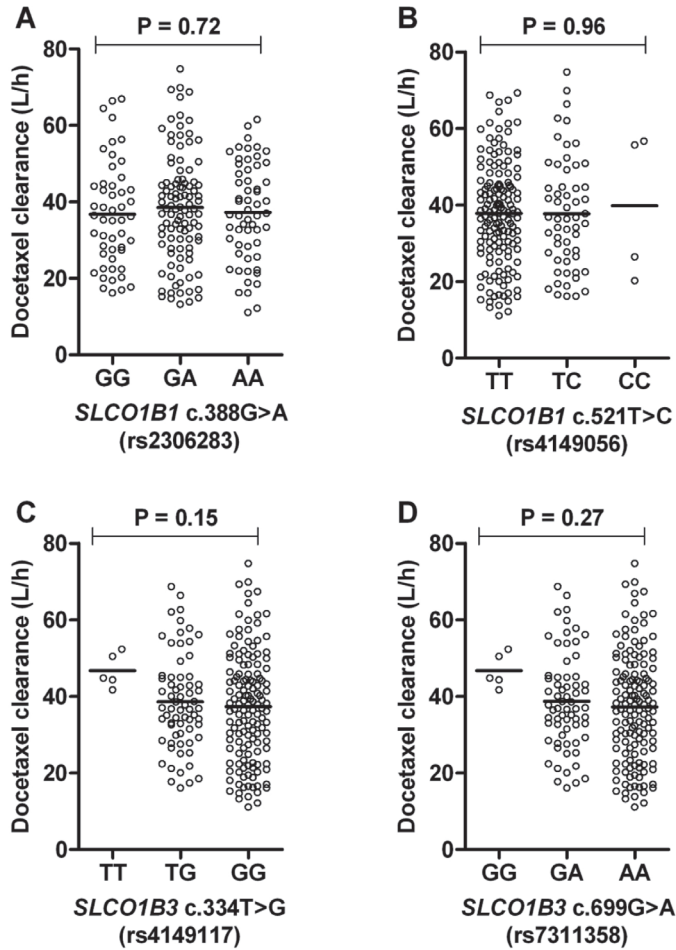 A
P = 0.72
Docetaxel clearance (L/h)
80
60
40
20
0
GG GA AA
SLCO1B1 c.388G>A
(rs2306283)
B
P = 0.96
Docetaxel clearance (L/h)
80
60
40
20
0
TT TC CC
SLCO1B1 c.521T>C
(rs4149056)
C
P = 0.15
Docetaxel clearance (L/h)
80
60
40
20
0
TT TG GG
SLCO1B3 c.334T>G
(rs4149117)
D
P = 0.27
Docetaxel clearance (L/h)
80
60
40
20
0
GG GA AA
SLCO1B3 c.699G>A
(rs7311358)